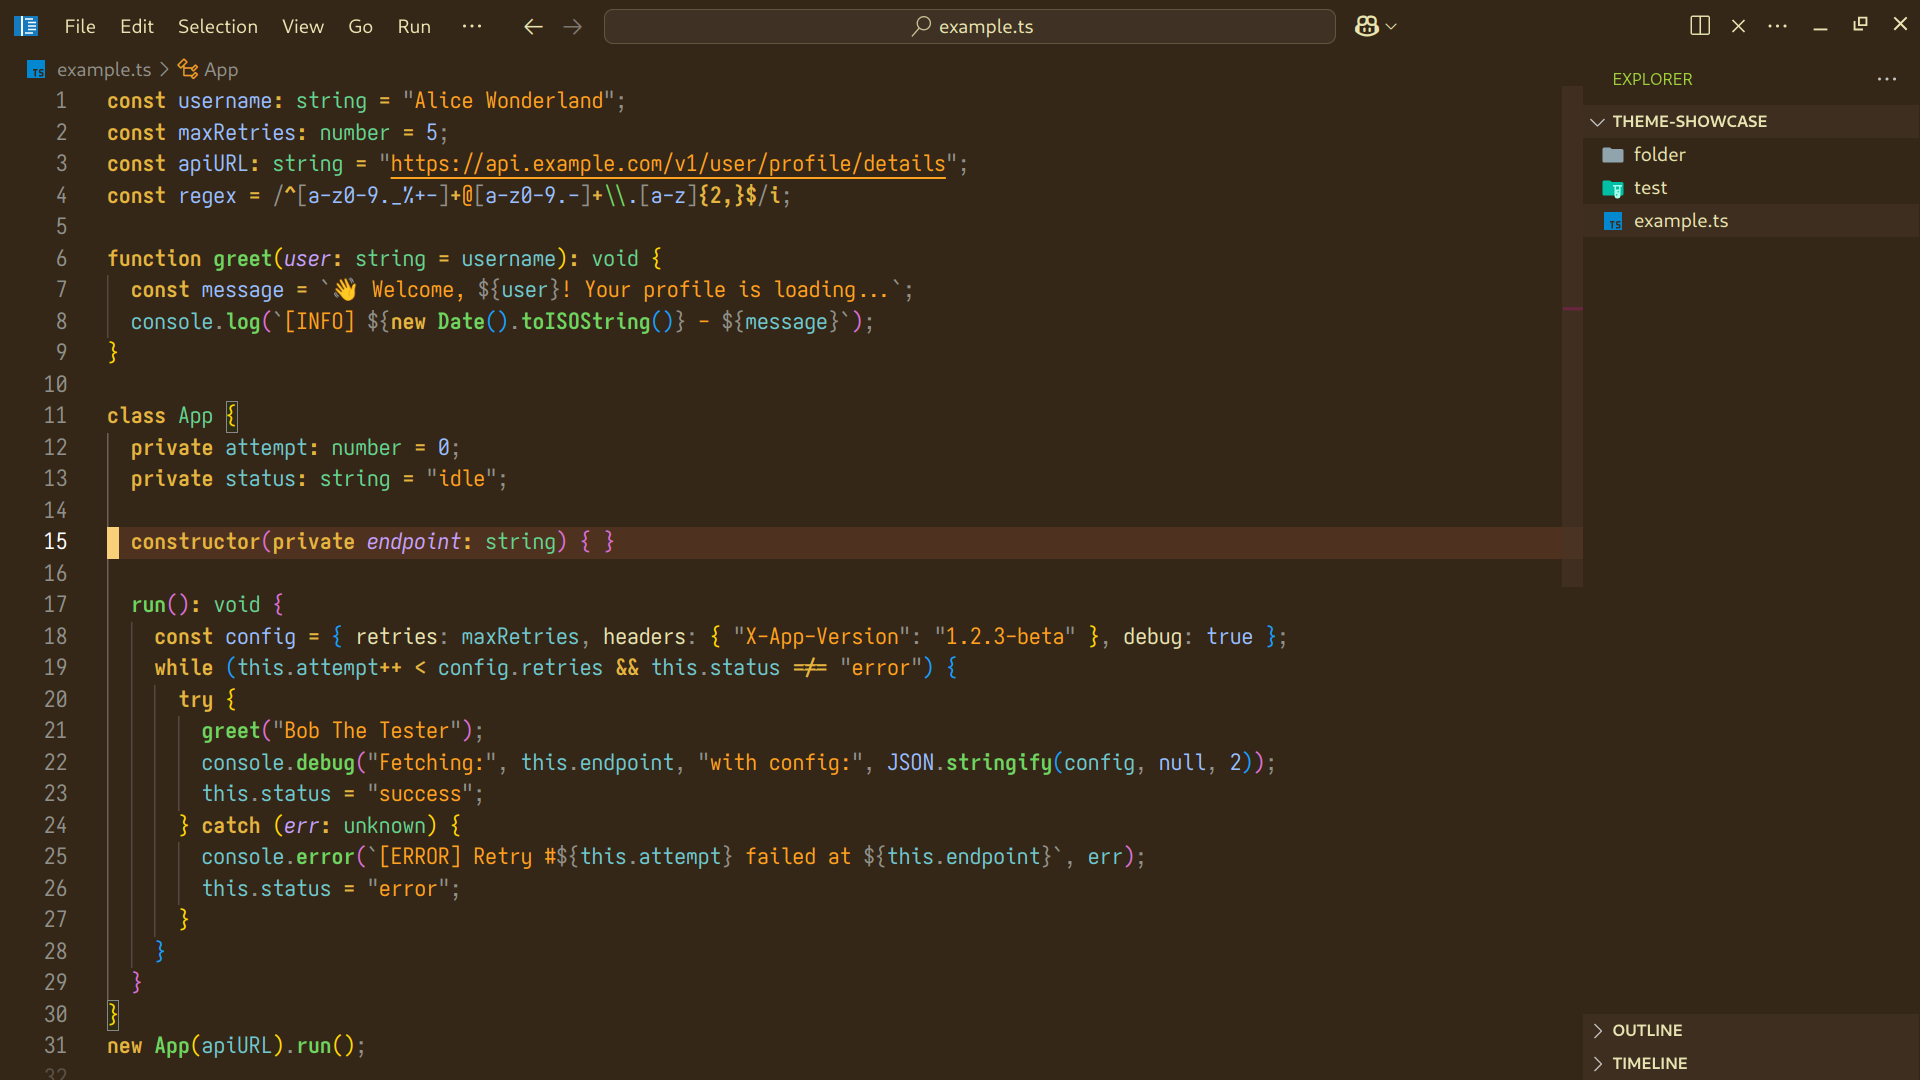 File Edit Selection View Go Run ··· example.ts
example.ts > App
1 const username: string = "Alice Wonderland";
2 const maxRetries: number = 5;
3 const apiURL: string = "https://api.example.com/v1/user/profile/details";
4 const regex = /^[a-z0-9._%+-]+@[a-z0-9.-]+\\.[a-z]{2,}$/i;
5
6 function greet(user: string = username): void {
7 const message = `👋 Welcome, ${user}! Your profile is loading...`;
8 console.log(`[INFO] ${new Date().toISOString()} - ${message}`);
9 }
10
11 class App {
12 private attempt: number = 0;
13 private status: string = "idle";
14
15 constructor(private endpoint: string) { }
16
17 run(): void {
18 const config = { retries: maxRetries, headers: { "X-App-Version": "1.2.3-beta" }, debug: true };
19 while (this.attempt++ < config.retries && this.status !== "error") {
20 try {
21 greet("Bob The Tester");
22 console.debug("Fetching:", this.endpoint, "with config:", JSON.stringify(config, null, 2));
23 this.status = "success";
24 } catch (err: unknown) {
25 console.error(`[ERROR] Retry #${this.attempt} failed at ${this.endpoint}`, err);
26 this.status = "error";
27 }
28 }
29 }
30 }
31 new App(apiURL).run();
32
EXPLORER ···
THEME-SHOWCASE
folder
test
TS example.ts
OUTLINE
TIMELINE